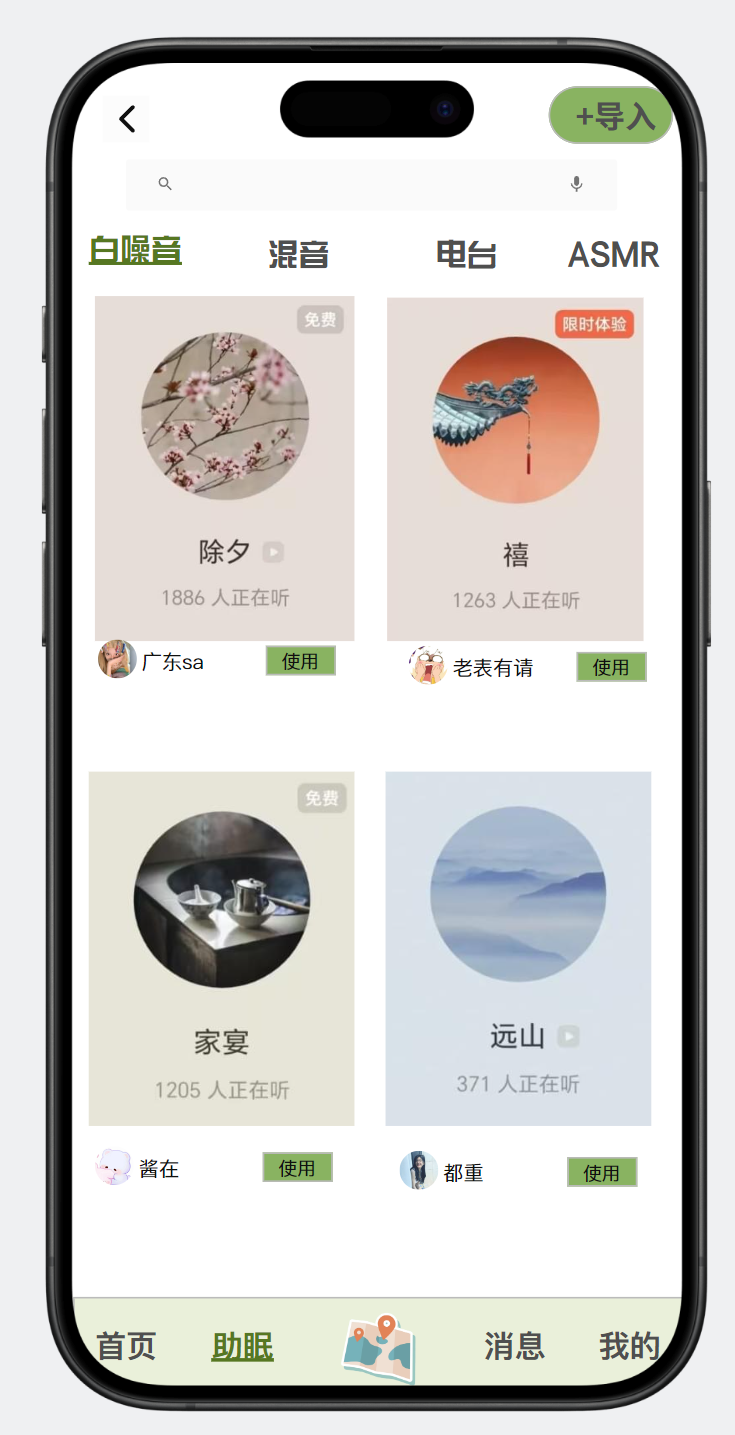 +导入
白噪音 混音 电台 ASMR
免费
限时体验
除夕
禧
1886 人正在听
1263 人正在听
广东sa 使用
老表有请 使用
免费
家宴
远山
1205 人正在听
371 人正在听
酱在 使用
都重 使用
首页 助眠 消息 我的